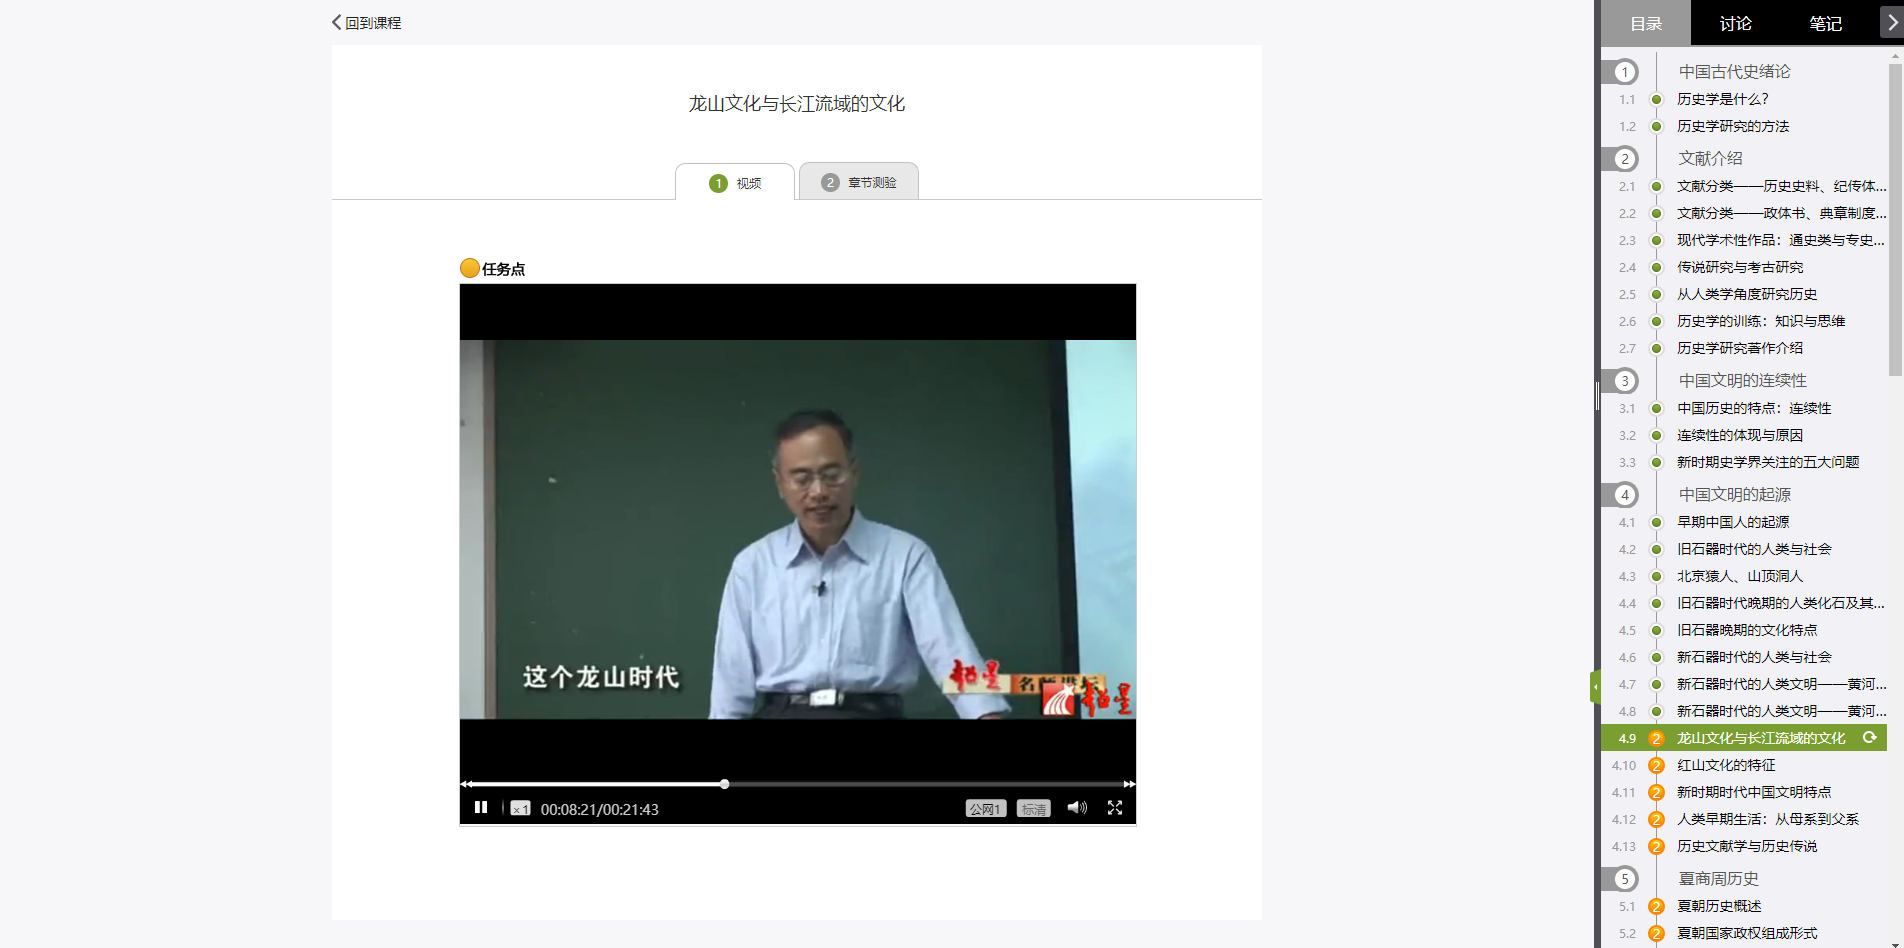 回到课程
龙山文化与长江流域的文化
1 视频
2 章节测验
任务点
这个龙山时代
超星
名师讲坛
超星
x1
00:08:21/00:21:43
公网1
标清
目录
讨论
笔记
1 中国古代史绪论
1.1 历史学是什么？
1.2 历史学研究的方法
2 文献介绍
2.1 文献分类——历史史料、纪传体...
2.2 文献分类——政体书、典章制度...
2.3 现代学术性作品：通史类与专史...
2.4 传说研究与考古研究
2.5 从人类学角度研究历史
2.6 历史学的训练：知识与思维
2.7 历史学研究著作介绍
3 中国文明的连续性
3.1 中国历史的特点：连续性
3.2 连续性的体现与原因
3.3 新时期史学界关注的五大问题
4 中国文明的起源
4.1 早期中国人的起源
4.2 旧石器时代的人类与社会
4.3 北京猿人、山顶洞人
4.4 旧石器时代晚期的人类化石及其...
4.5 旧石器晚期的文化特点
4.6 新石器时代的人类与社会
4.7 新石器时代的人类文明——黄河...
4.8 新石器时代的人类文明——黄河...
4.9 2 龙山文化与长江流域的文化
4.10 2 红山文化的特征
4.11 2 新时期时代中国文明特点
4.12 2 人类早期生活：从母系到父系
4.13 2 历史文献学与历史传说
5 夏商周历史
5.1 2 夏朝历史概述
5.2 2 夏朝国家政权组成形式